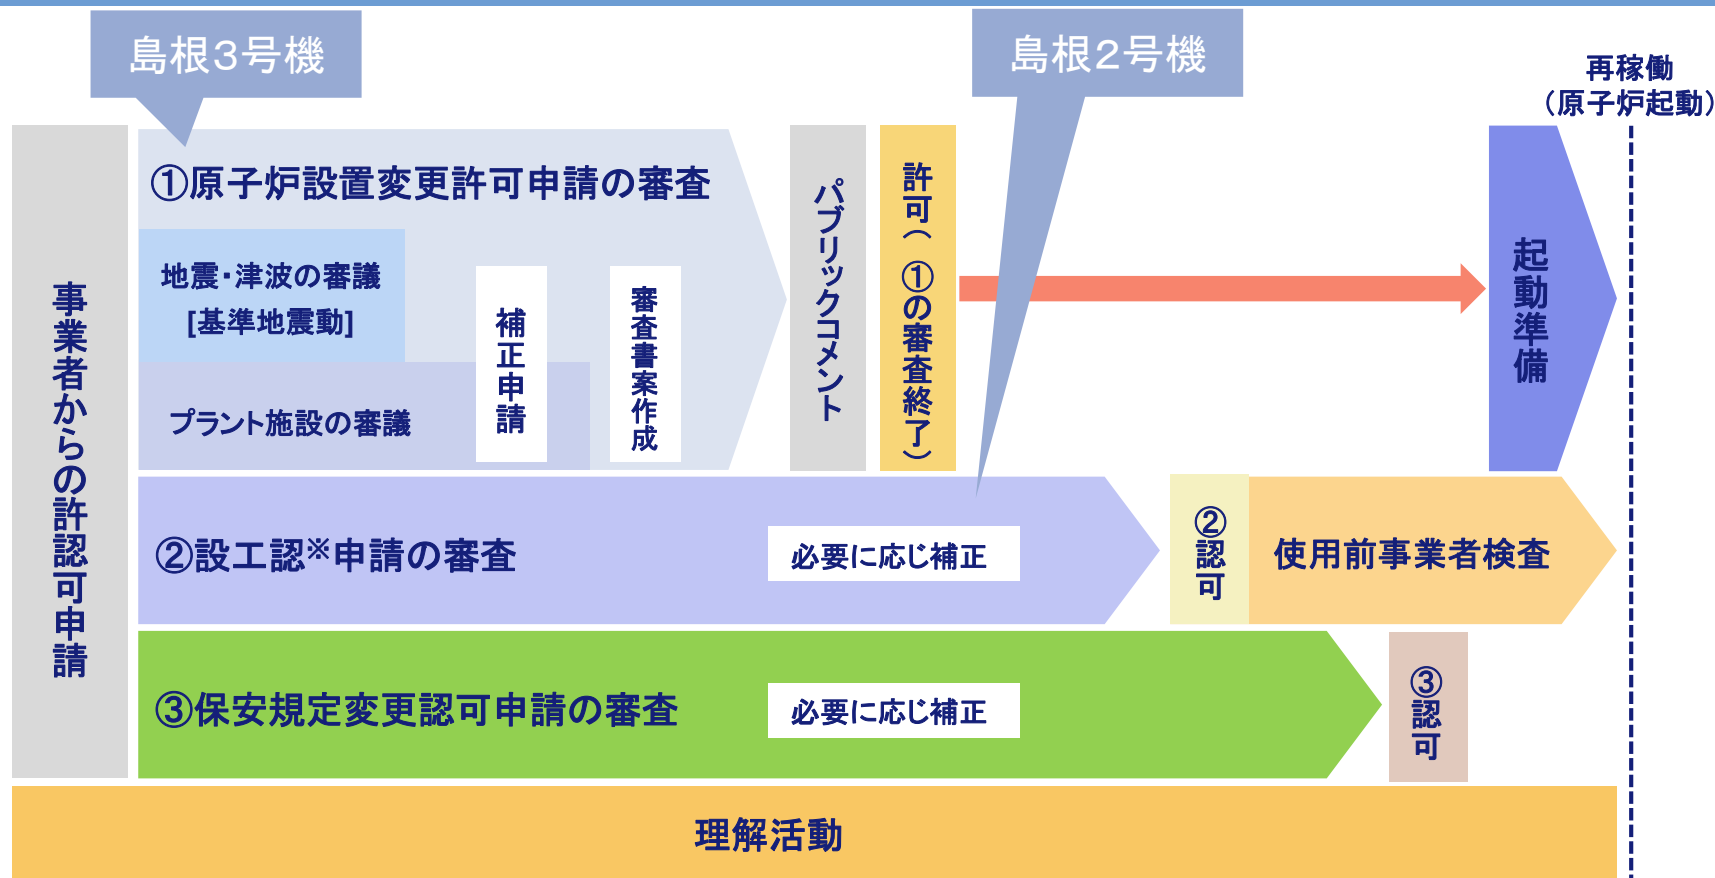 島根３号機
島根２号機
再稼働
（原子炉起動）
事業者からの許認可申請
①原子炉設置変更許可申請の審査
地震・津波の審議
[基準地震動]
プラント施設の審議
補正申請
審査書案作成
パブリックコメント
許可（①の審査終了）
起動準備
②設工認※申請の審査
必要に応じ補正
②認可
使用前事業者検査
③保安規定変更認可申請の審査
必要に応じ補正
③認可
理解活動